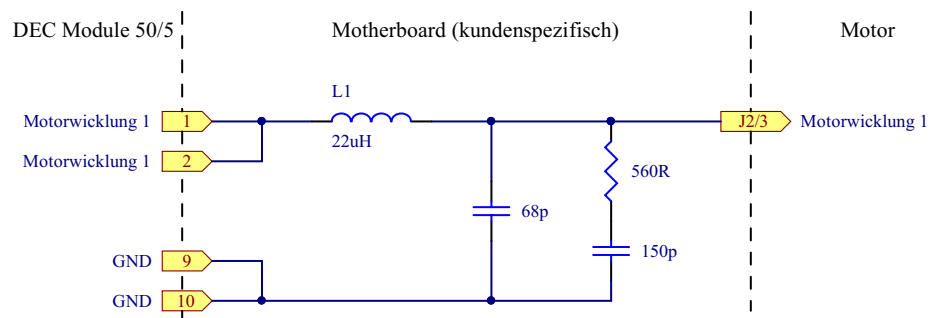 DEC Module 50/5
Motherboard (kundenspezifisch)
Motor
L1
Motorwicklung 1
1
J2/3
Motorwicklung 1
22uH
Motorwicklung 1
2
560R
68p
150p
GND
9
GND
10